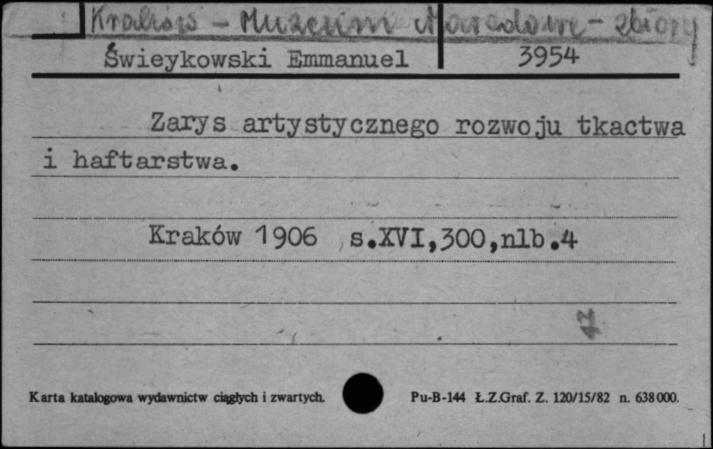 Kraków - Muzeum Narodowe - zbiory
Świeykowski Emmanuel 3954
Zarys artystycznego rozwoju tkactwa
i haftarstwa.
Kraków 1906 s.XVI,300,nlb.4
Karta katalogowa wydawnictw ciągłych i zwartych. Pu-B-144 Ł.Z.Graf. Z. 120/15/82 n. 638000.